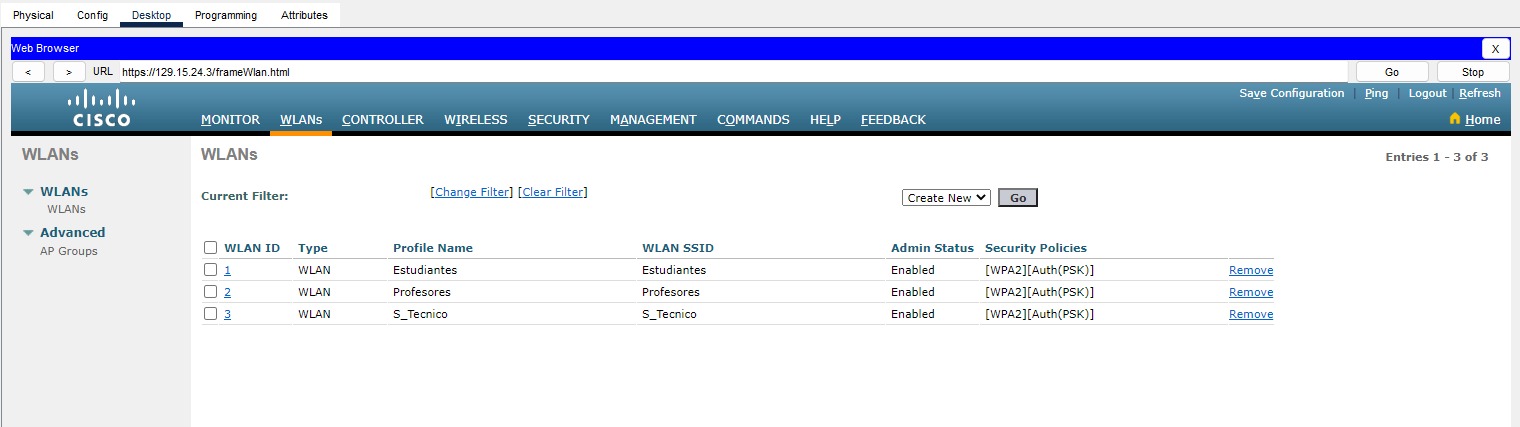 Physical Config Desktop Programming Attributes
Web Browser X
< > URL https://129.15.24.3/frameWlan.html Go Stop
Save Configuration | Ping | Logout | Refresh
CISCO
MONITOR WLANs CONTROLLER WIRELESS SECURITY MANAGEMENT COMMANDS HELP FEEDBACK Home
WLANs
WLANs
WLANs
Advanced
AP Groups
WLANs
Entries 1 - 3 of 3
Current Filter: [Change Filter] [Clear Filter] Create New Go
WLAN ID Type Profile Name WLAN SSID Admin Status Security Policies
1 WLAN Estudiantes Estudiantes Enabled [WPA2][Auth(PSK)] Remove
2 WLAN Profesores Profesores Enabled [WPA2][Auth(PSK)] Remove
3 WLAN S_Tecnico S_Tecnico Enabled [WPA2][Auth(PSK)] Remove